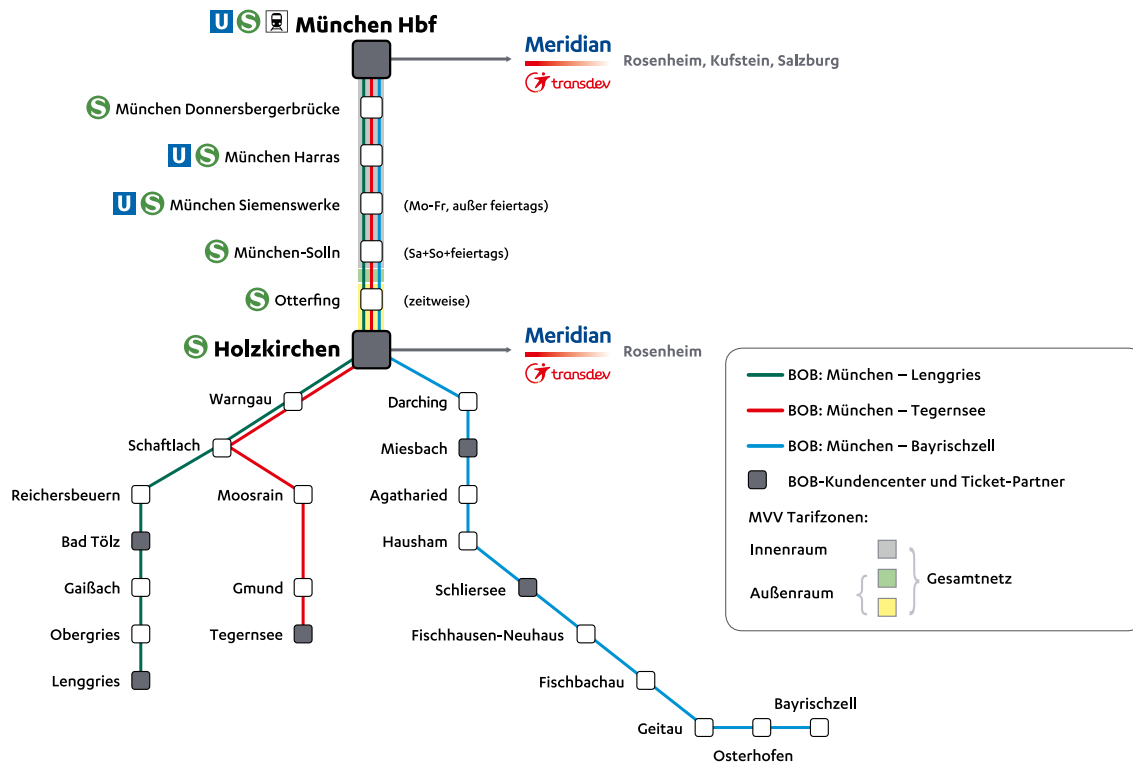 U S München Hbf
Meridian
transdev
Rosenheim, Kufstein, Salzburg
S München Donnersbergerbrücke
U S München Harras
U S München Siemenswerke (Mo-Fr, außer feiertags)
S München-Solln (Sa+So+feiertags)
S Otterfing (zeitweise)
S Holzkirchen
Meridian
transdev
Rosenheim
Warngau
Schaftlach
Reichersbeuern
Bad Tölz
Gaißach
Obergries
Lenggries
Moosrain
Gmund
Tegernsee
Darching
Miesbach
Agatharied
Hausham
Schliersee
Fischhausen-Neuhaus
Fischbachau
Geitau
Osterhofen
Bayrischzell
BOB: München – Lenggries
BOB: München – Tegernsee
BOB: München – Bayrischzell
BOB-Kundencenter und Ticket-Partner
MVV Tarifzonen:
Innenraum
Außenraum
Gesamtnetz